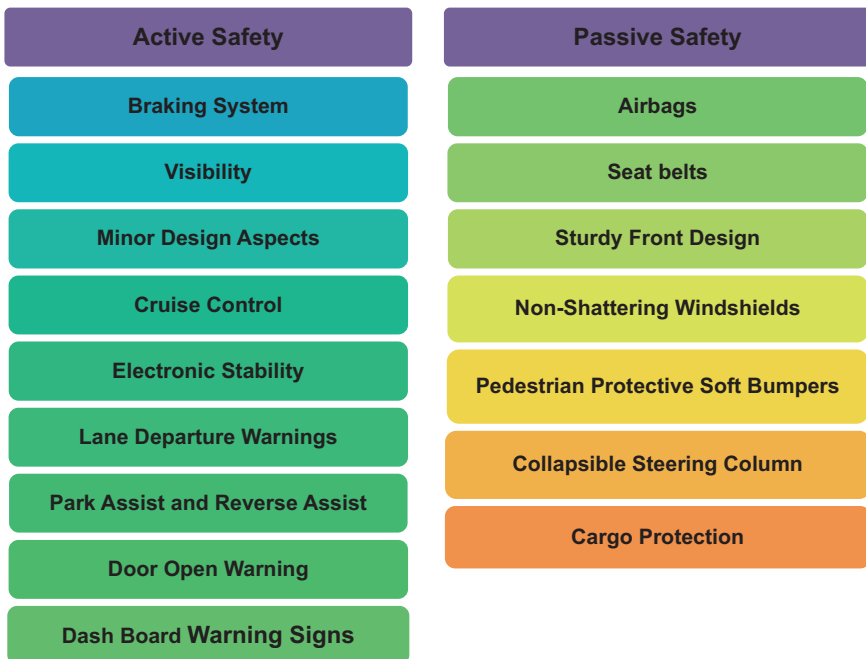 Active Safety
Braking System
Visibility
Minor Design Aspects
Cruise Control
Electronic Stability
Lane Departure Warnings
Park Assist and Reverse Assist
Door Open Warning
Dash Board Warning Signs
Passive Safety
Airbags
Seat belts
Sturdy Front Design
Non-Shattering Windshields
Pedestrian Protective Soft Bumpers
Collapsible Steering Column
Cargo Protection